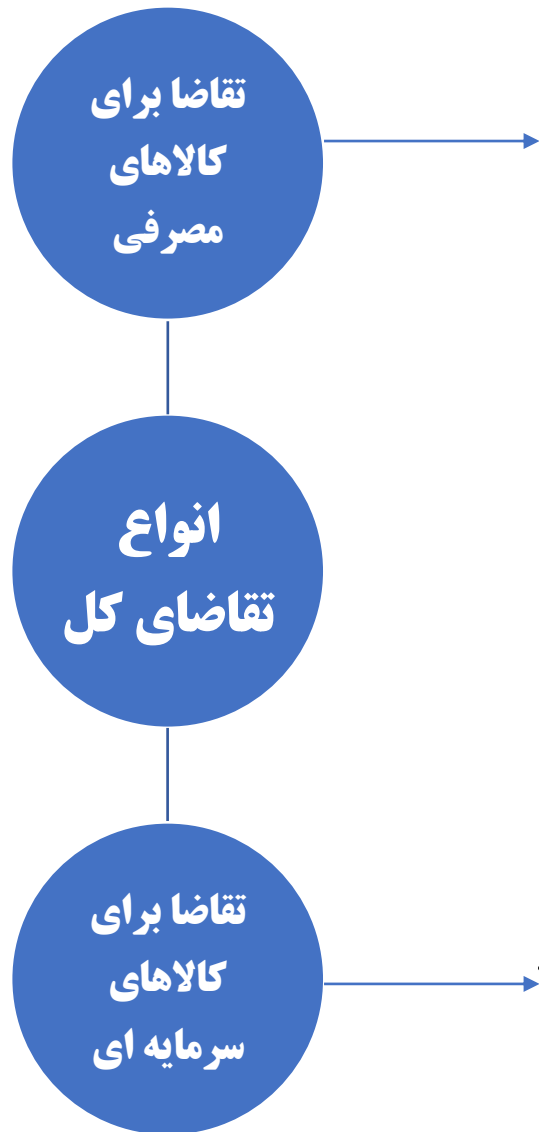 تقاضا برای
کالاهای
مصرفی
انواع
تقاضای کل
تقاضا برای
کالاهای
سرمایه ای